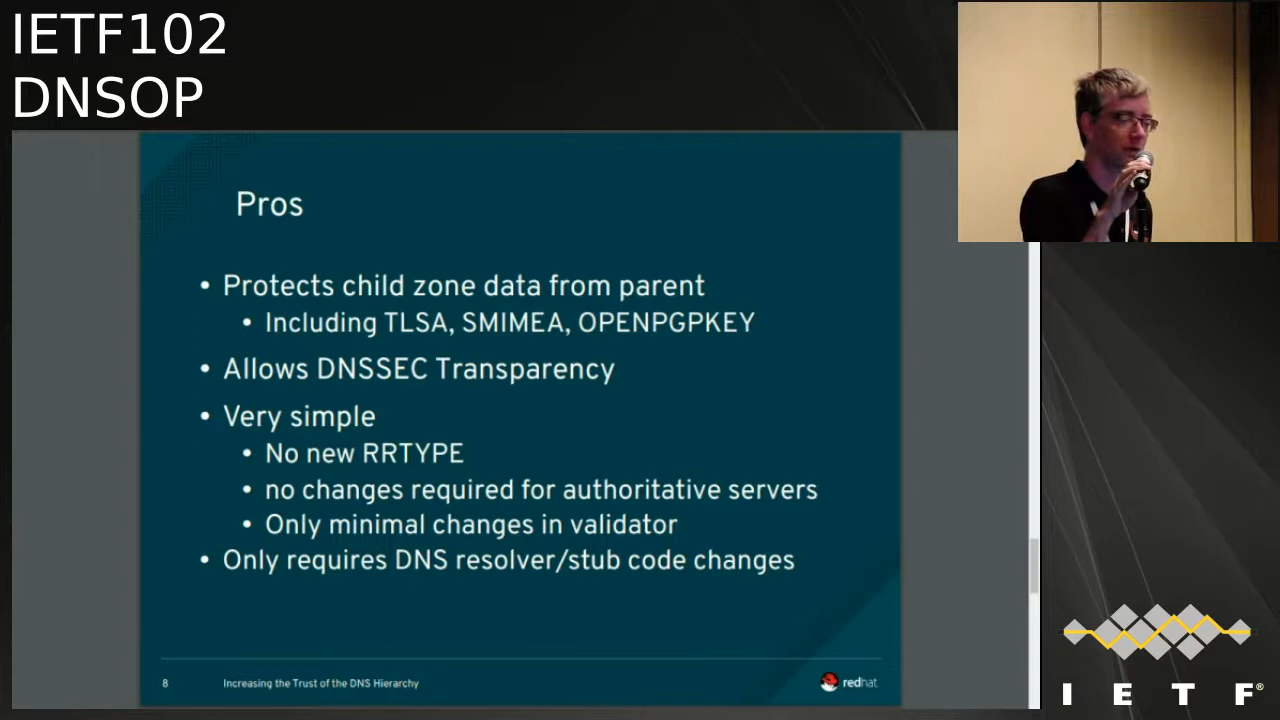 IETF102
DNSOP
Pros
• Protects child zone data from parent
• Including TLSA, SMIMEA, OPENPGPKEY
• Allows DNSSEC Transparency
• Very simple
• No new RRTYPE
• no changes required for authoritative servers
• Only minimal changes in validator
• Only requires DNS resolver/stub code changes
8
Increasing the Trust of the DNS Hierarchy
redhat.
I E T F®